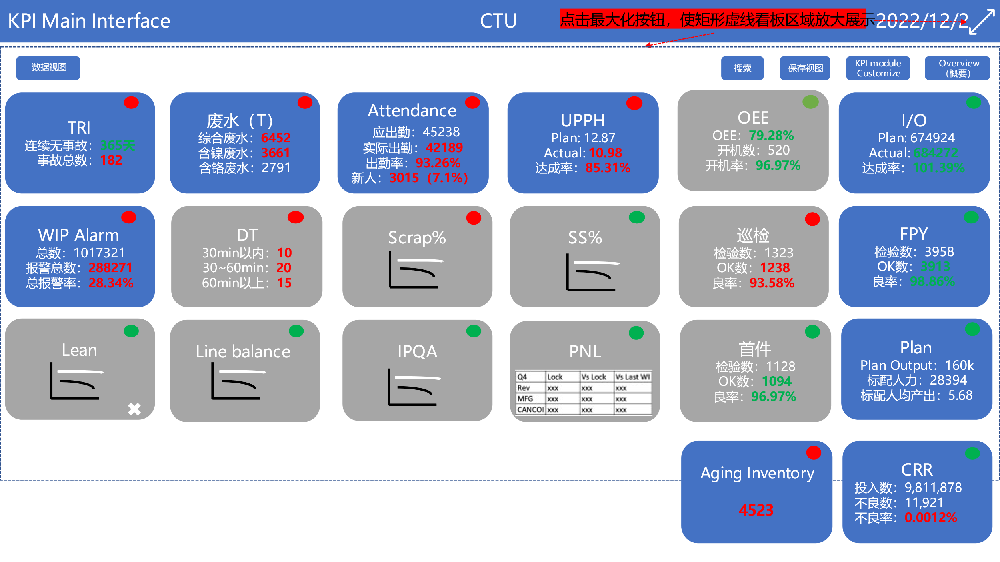 KPI Main Interface
CTU
点击最大化按钮，使矩形虚线看板区域放大展示
2022/12/2
数据视图
搜索
保存视图
KPI module
Customize
Overview
（概要）
TRI
连续无事故：365天
事故总数：182
废水（T）
综合废水：6452
含镍废水：3661
含铬废水：2791
Attendance
应出勤：45238
实际出勤：42189
出勤率：93.26%
新人：3015（7.1%）
UPPH
Plan: 12.87
Actual: 10.98
达成率：85.31%
OEE
OEE：79.28%
开机数：520
开机率：96.97%
I/O
Plan: 674924
Actual: 684272
达成率：101.39%
WIP Alarm
总数：1017321
报警总数：288271
总报警率：28.34%
DT
30min以内：10
30~60min：20
60min以上：15
Scrap%
SS%
巡检
检验数：1323
OK数：1238
良率：93.58%
FPY
检验数：3958
OK数：3913
良率：98.86%
Lean
Line balance
IPQA
PNL
Q4 Lock Vs Lock Vs Last WI
Rev xxx xxx xxx
MFG xxx xxx xxx
CANCOI xxx xxx xxx
首件
检验数：1128
OK数：1094
良率：96.97%
Plan
Plan Output：160k
标配人力：28394
标配人均产出：5.68
Aging Inventory
4523
CRR
投入数：9,811,878
不良数：11,921
不良率：0.0012%